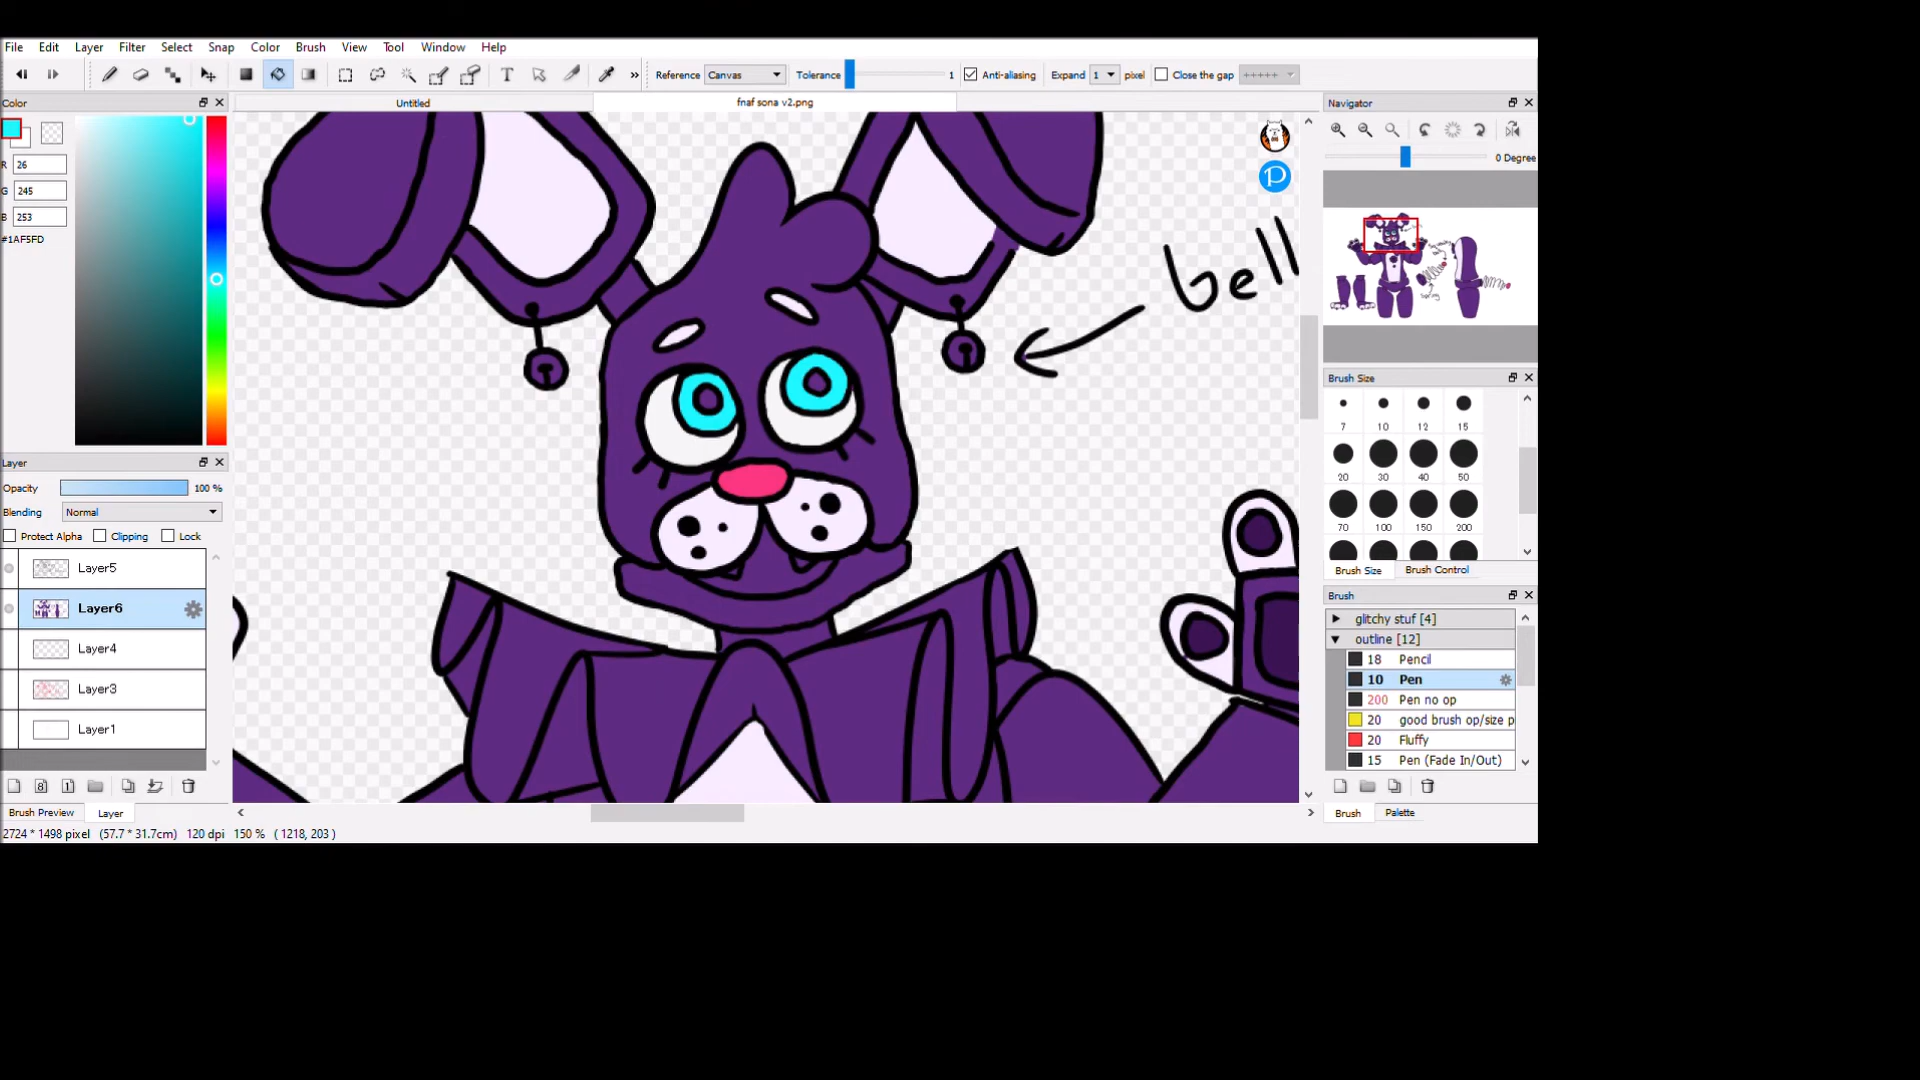 File Edit Layer Filter Select Snap Color Brush View Tool Window Help
T » Reference Canvas Tolerance 1 Anti-aliasing Expand 1 pixel Close the gap +++++
Color
Untitled
fnaf sona v2.png
Navigator
0 Degree
R 26
G 245
B 253
#1AF5FD
bell
P
Brush Size
7 10 12 15
20 30 40 50
70 100 150 200
Brush Size Brush Control
Layer
Opacity 100 %
Blending Normal
Protect Alpha Clipping Lock
Layer5
Layer6
Layer4
Layer3
Layer1
8 1
Brush Preview Layer
Brush
glitchy stuf [4]
outline [12]
18 Pencil
10 Pen
200 Pen no op
20 good brush op/size p
20 Fluffy
15 Pen (Fade In/Out)
Brush Palette
2724 * 1498 pixel (57.7 * 31.7cm) 120 dpi 150 % ( 1218, 203 )